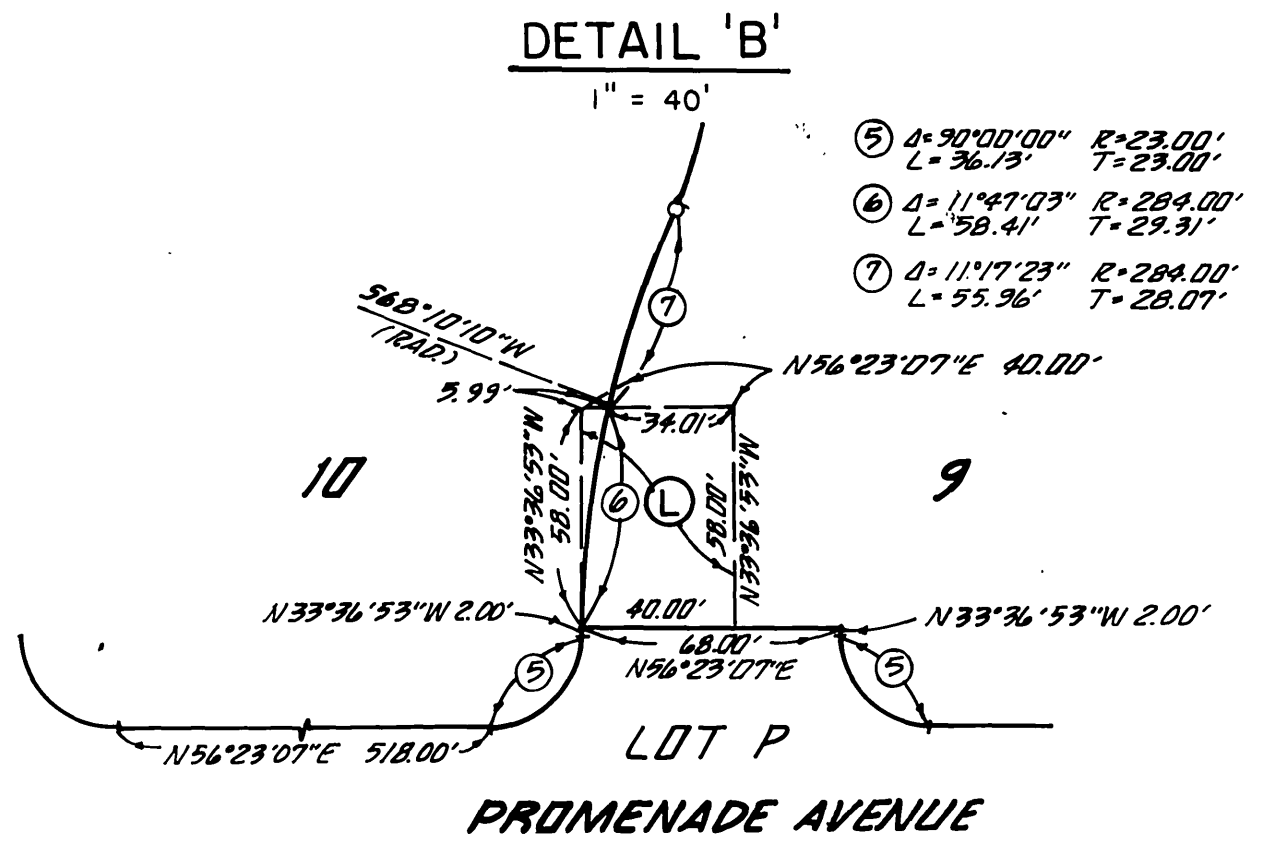 DETAIL 'B'
1" = 40'
5 Δ=90°00'00" R=23.00'
L=36.13' T=23.00'
6 Δ=11°47'03" R=284.00'
L=58.41' T=29.31'
7 Δ=11°17'23" R=284.00'
L=55.96' T=28.07'
7
S68°10'10"W
(RAD.)
N56°23'07"E 40.00'
5.99'
34.01'
N33°36'53"W
58.00'
58.00'
N33°36'53"W
10
6
L
9
N33°36'53"W 2.00'
40.00'
N33°36'53"W 2.00'
68.00'
N56°23'07"E
5
5
N56°23'07"E 518.00'
LOT P
PROMENADE AVENUE